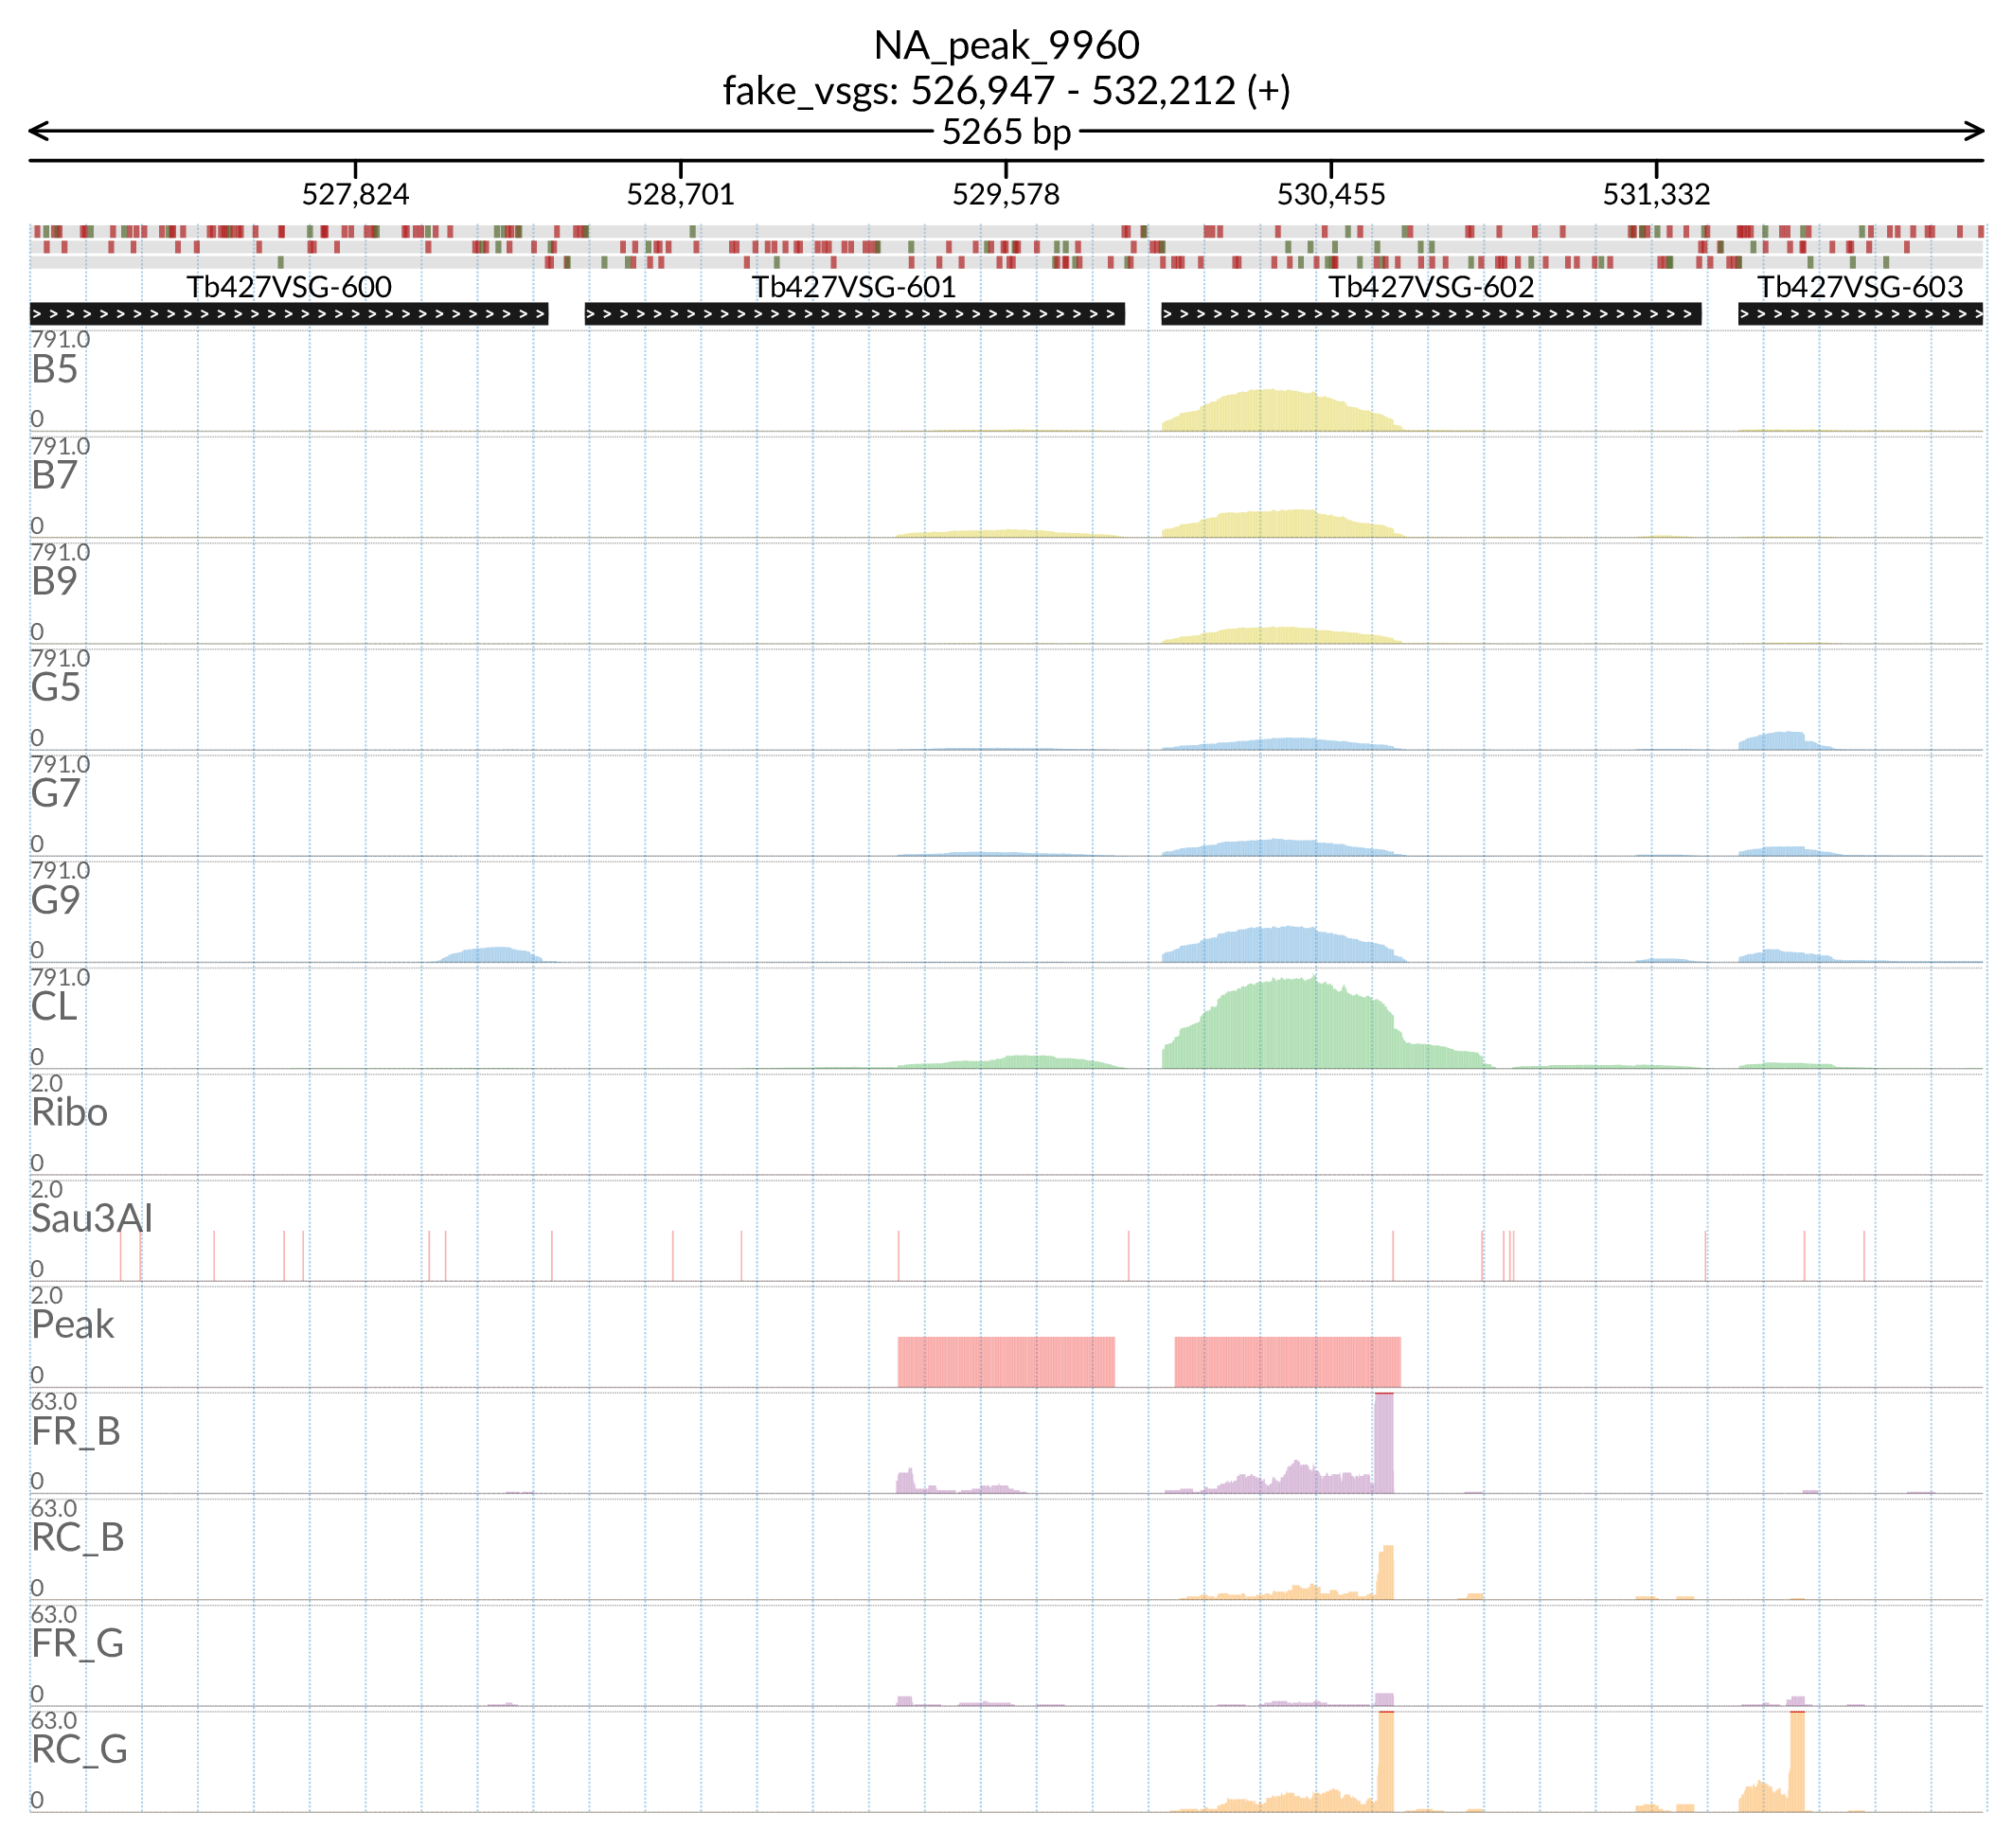 NA_peak_9960
fake_vsgs: 526,947 - 532,212 (+)
5265 bp
527,824 528,701 529,578 530,455 531,332
Tb427VSG-600 Tb427VSG-601 Tb427VSG-602 Tb427VSG-603
791.0
B5
0
791.0
B7
0
791.0
B9
0
791.0
G5
0
791.0
G7
0
791.0
G9
0
791.0
CL
0
2.0
Ribo
0
2.0
Sau3AI
0
2.0
Peak
0
63.0
FR_B
0
63.0
RC_B
0
63.0
FR_G
0
63.0
RC_G
0